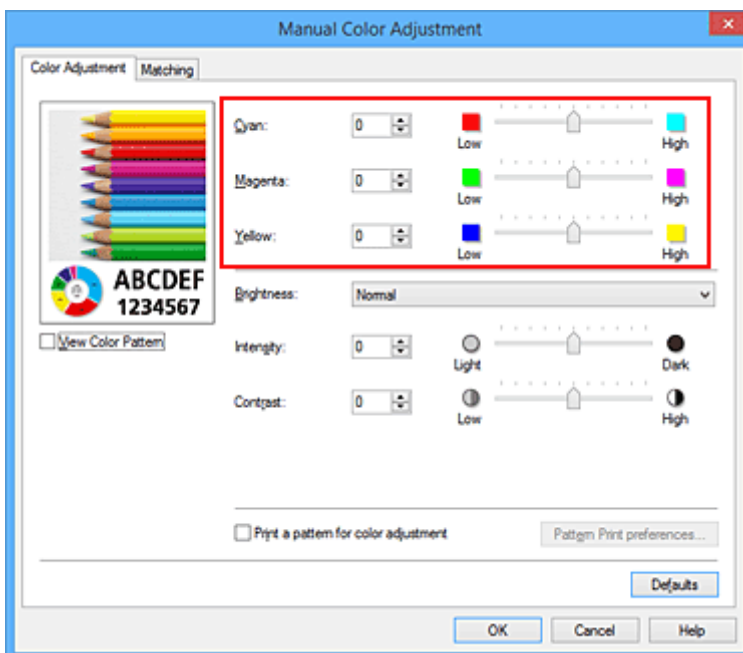 Manual Color Adjustment
Color Adjustment Matching
Cyan: 0 Low High
Magenta: 0 Low High
Yellow: 0 Low High
ABCDEF
1234567
View Color Pattern
Brightness: Normal
Intensity: 0 Light Dark
Contrast: 0 Low High
Print a pattern for color adjustment Pattern Print preferences...
Defaults
OK Cancel Help